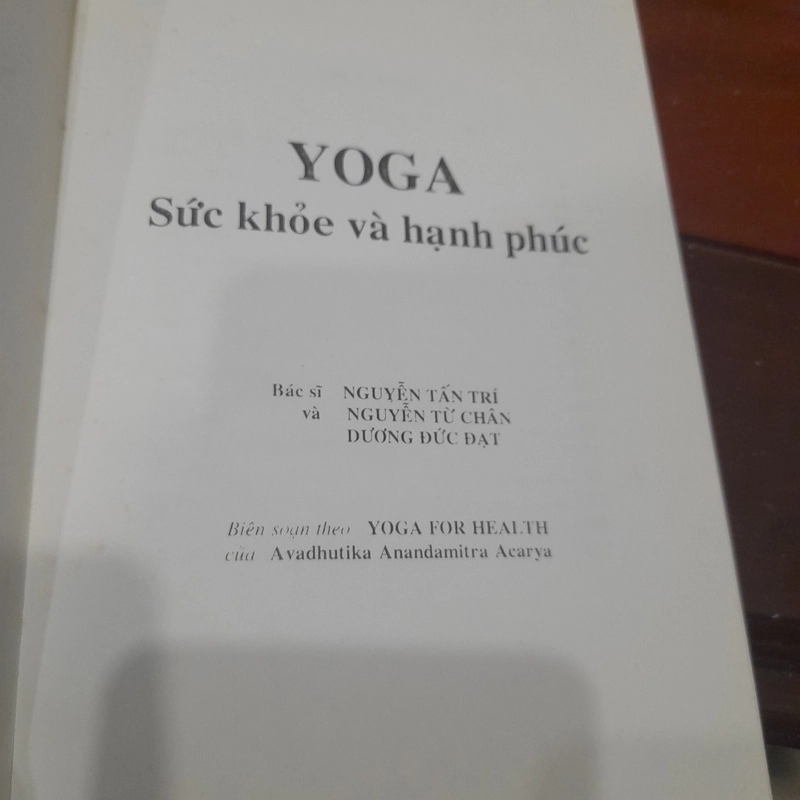 YOGA
Sức khỏe và hạnh phúc
Bác sĩ NGUYỄN TẤN TRÍ
và NGUYỄN TỪ CHÂN
DƯƠNG ĐỨC ĐẠT
Biên soạn theo YOGA FOR HEALTH
của Avadhutika Anandamitra Acarya